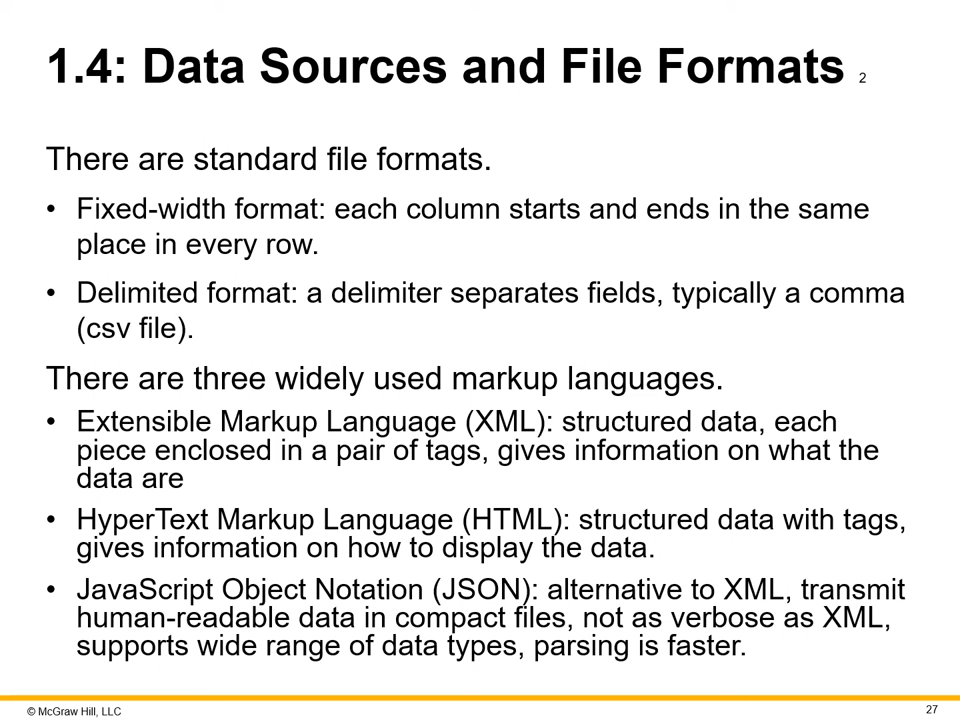 1.4: Data Sources and File Formats 2
There are standard file formats.
• Fixed-width format: each column starts and ends in the same
place in every row.
• Delimited format: a delimiter separates fields, typically a comma
(csv file).
There are three widely used markup languages.
• Extensible Markup Language (XML): structured data, each
piece enclosed in a pair of tags, gives information on what the
data are
• HyperText Markup Language (HTML): structured data with tags,
gives information on how to display the data.
• JavaScript Object Notation (JSON): alternative to XML, transmit
human-readable data in compact files, not as verbose as XML,
supports wide range of data types, parsing is faster.
© McGraw Hill, LLC
27